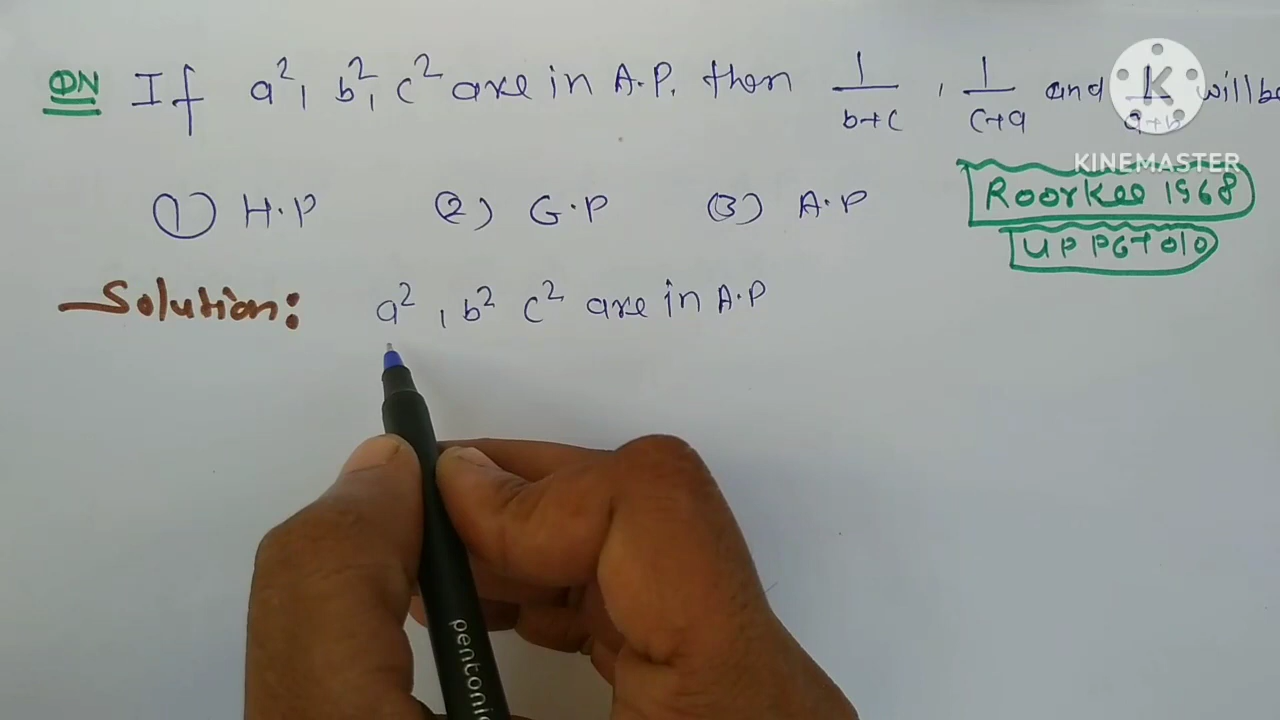 QN If a², b², c² are in A.P. then 1/b+c , 1/c+a and 1/a+b will be
K
KINEMASTER
(1) H.P (2) G.P (3) A.P
Roorkee 1968
UP PGT 010
Solution: a² , b² c² are in A.P
pentonic